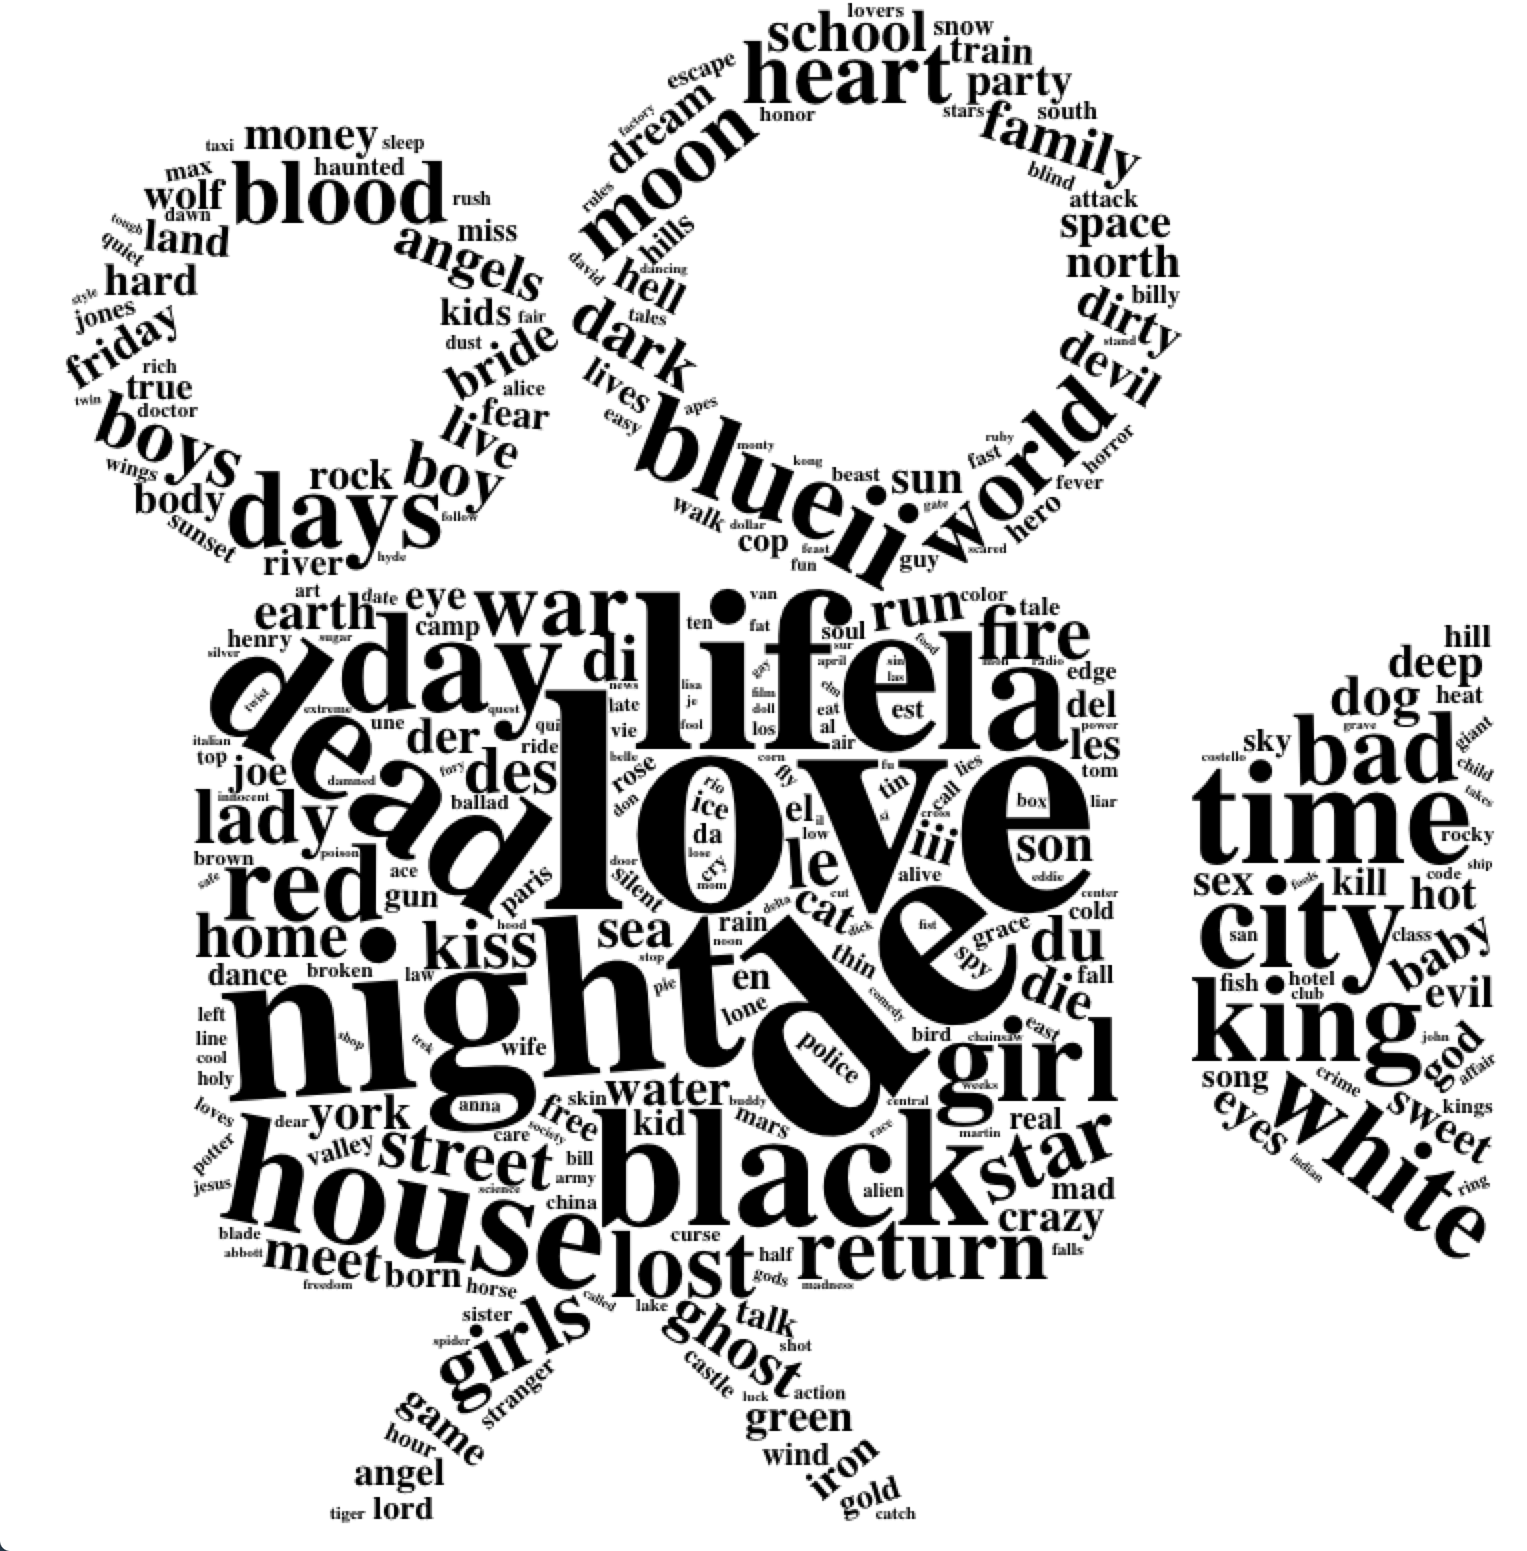 lovers
school snow
heart train
escape party
dream factory
honor stars south
moon family
rules blind
hills attack
david dancing space
hell north
tales billy
dark dirty
stand
lives devil
easy apes
blue world
monty kong ruby
beast sun fast horror
ii gate fever
walk dollar hero
cop feast scared
fun guy
money sleep
taxi
max haunted
wolf blood rush
dawn
tough land miss
quiet angels
hard
style kids fair
jones dust
friday bride
rich alice
true fear
twin doctor live
boys
wings rock boy
body days follow
sunset
river hyde
art date eye war life van run color
earth camp ten fat soul tale
henry sugar day di sur food fire
silver dead gay april sin mon radio
twist news lisa film elm las la edge
extreme quest late je doll eat est del
une qui vie fool los al power
italian der ride air les
top joe belle corn fu tom
damned fury des rose fly lies
innocent love rio tin call
lady ballad don ice el il si cross box liar
da low iii son
brown poison door lose le
safe red ace paris silent cry alive eddie
gun mom cut center
hood delta cat cold
home kiss sea rain dick fist grace du
noon de
dance broken law stop thin spy fall
night pie en die
left lone comedy
line shop trek bird chainsaw east
cool wife police girl
holy weeks
skin water buddy central
loves anna free kid mars
dear york society race martin real
potter valley street care black star
jesus science bill
army alien mad
house china crazy
blade curse
abbott meet lost half return falls
freedom born horse gods madness
called lake
sister girls ghost talk
spider shot
stranger castle
luck action
game green
hour wind
angel iron
gold
tiger lord catch
hill
deep
dog heat
grave giant
sky bad
costello child
time takes
rocky
ship
sex fools kill code
hot
city
san class baby
fish hotel
club evil
king
john god
song crime affair
eyes white sweet kings
indian ring